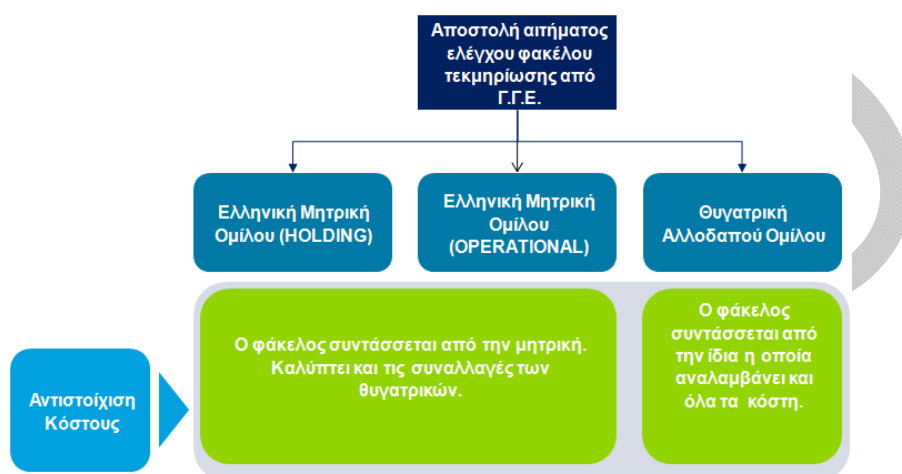 Αποστολή αιτήματος
ελέγχου φακέλου
τεκμηρίωσης από
Γ.Γ.Ε.
Ελληνική Μητρική
Ομίλου (HOLDING)
Ελληνική Μητρική
Ομίλου
(OPERATIONAL)
Θυγατρική
Αλλοδαπού Ομίλου
Ο φάκελος συντάσσεται από την μητρική.
Καλύπτει και τις συναλλαγές των
θυγατρικών.
Ο φάκελος
συντάσσεται από
την ίδια η οποία
αναλαμβάνει και
όλα τα κόστη.
Αντιστοίχιση
Κόστους